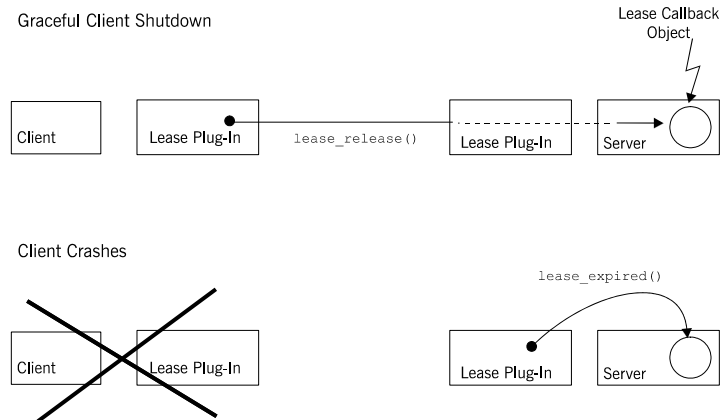 Graceful Client Shutdown
Lease Callback
Object
Client
Lease Plug-In
lease_release()
Lease Plug-In
Server
Client Crashes
lease_expired()
Client
Lease Plug-In
Lease Plug-In
Server